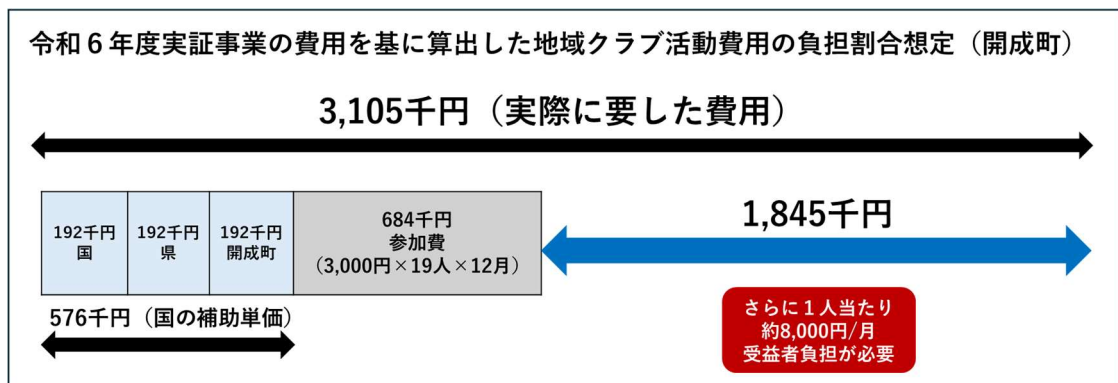 令和６年度実証事業の費用を基に算出した地域クラブ活動費用の負担割合想定（開成町）
3,105千円（実際に要した費用）
192千円
国
192千円
県
192千円
開成町
684千円
参加費
（3,000円×19人×12月）
1,845千円
576千円（国の補助単価）
さらに１人当たり
約8,000円/月
受益者負担が必要